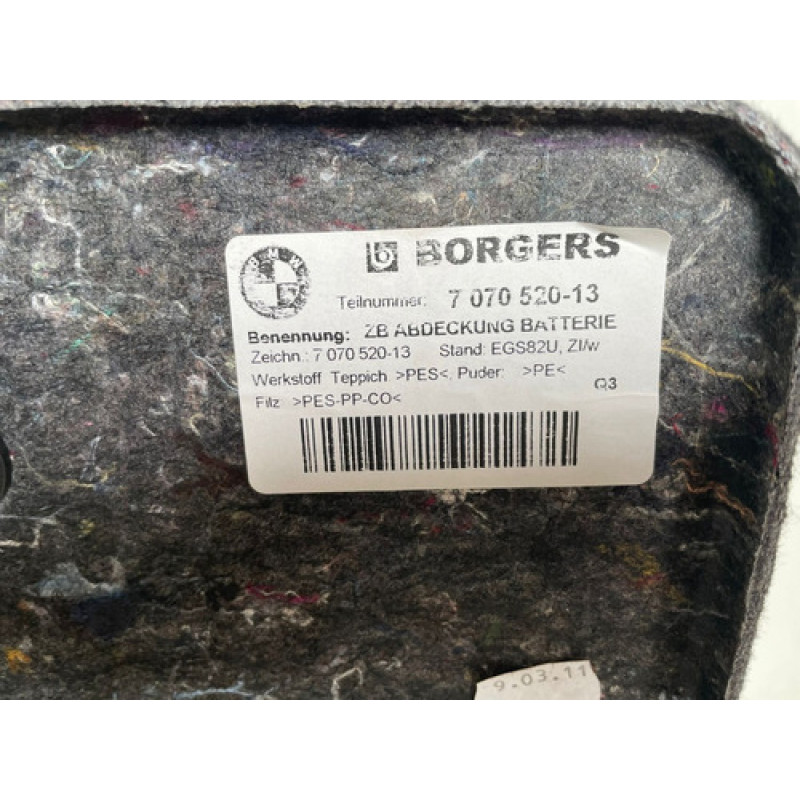 BMW
b BORGERS
Teilnummer: 7 070 520-13
Benennung: ZB ABDECKUNG BATTERIE
Zeichn.: 7 070 520-13 Stand: EGS82U, ZI/w
Werkstoff Teppich >PES<, Puder: >PE<
Q3
Filz >PES-PP-CO<
9.03.11